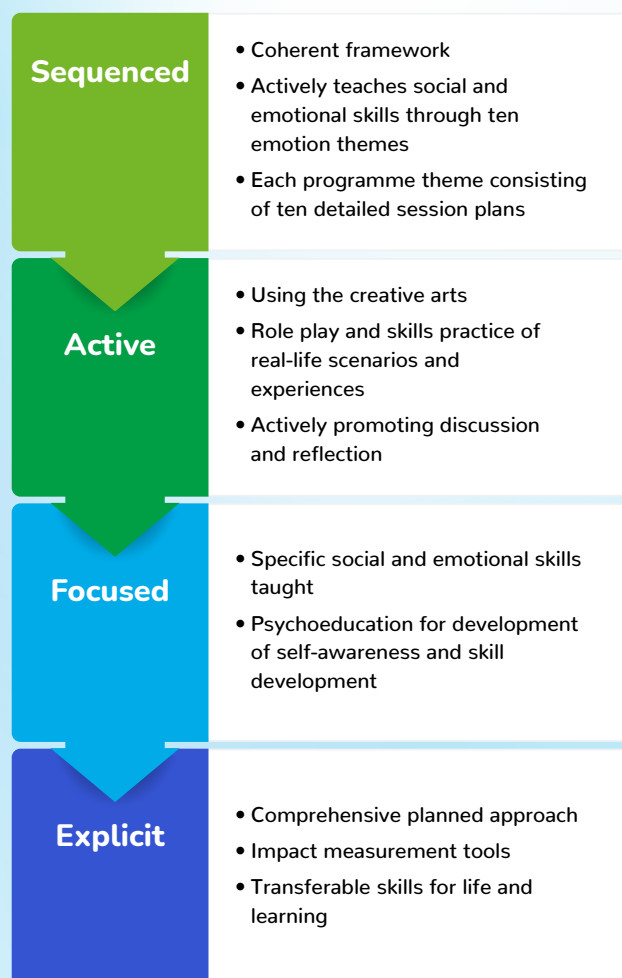 Sequenced
• Coherent framework
• Actively teaches social and
emotional skills through ten
emotion themes
• Each programme theme consisting
of ten detailed session plans
Active
• Using the creative arts
• Role play and skills practice of
real-life scenarios and
experiences
• Actively promoting discussion
and reflection
Focused
• Specific social and emotional skills
taught
• Psychoeducation for development
of self-awareness and skill
development
Explicit
• Comprehensive planned approach
• Impact measurement tools
• Transferable skills for life and
learning